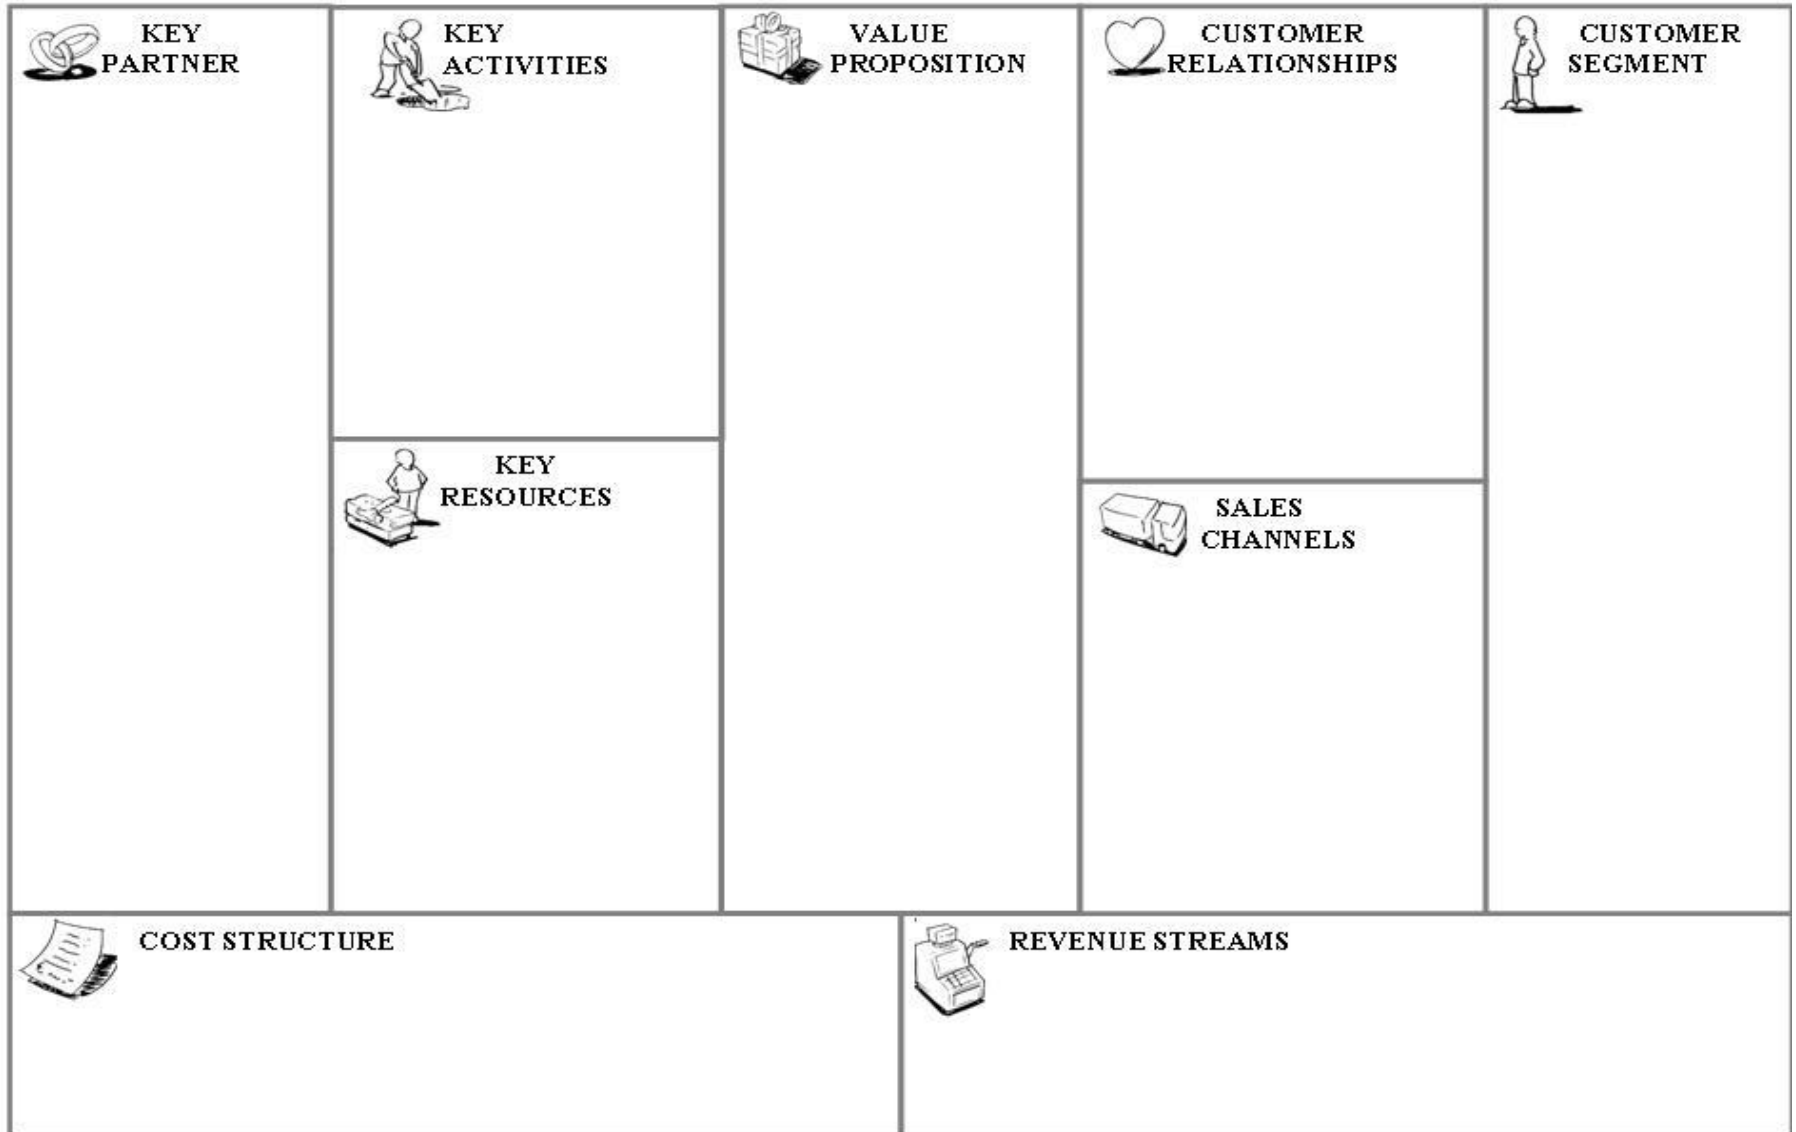 KEY
PARTNER
KEY
ACTIVITIES
KEY
RESOURCES
VALUE
PROPOSITION
CUSTOMER
RELATIONSHIPS
SALES
CHANNELS
CUSTOMER
SEGMENT
COST STRUCTURE
REVENUE STREAMS